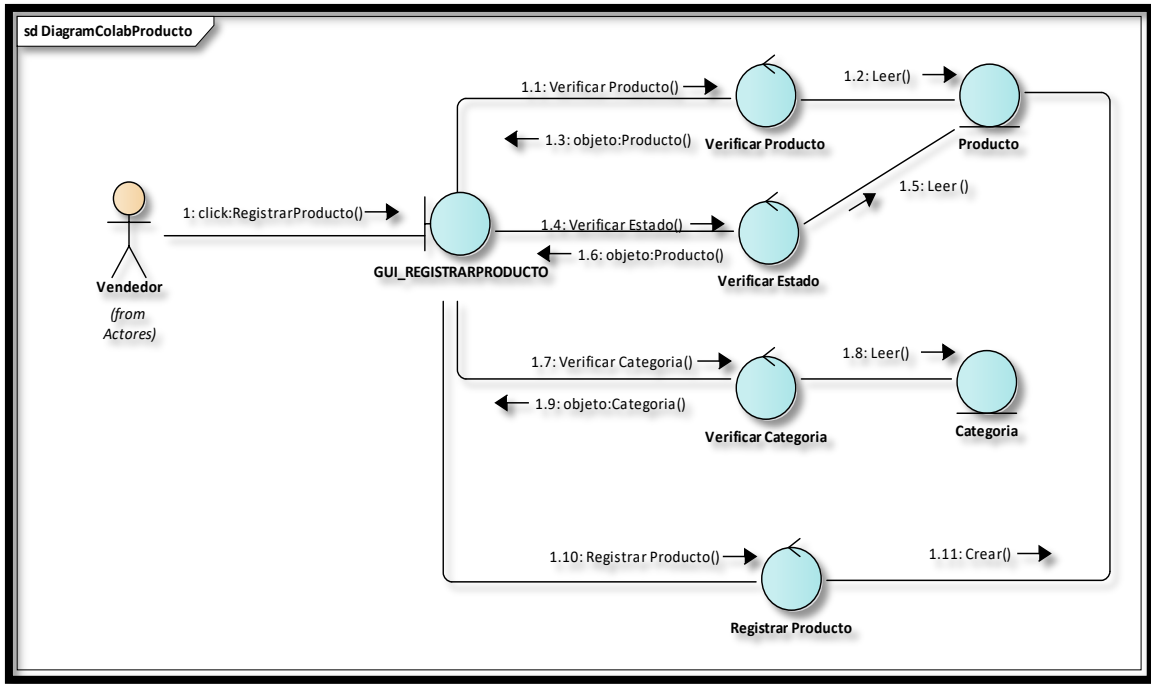 sd DiagramColabProducto
1.1: Verificar Producto()
1.2: Leer()
1.3: objeto:Producto()
Verificar Producto
Producto
1: click:RegistrarProducto()
1.4: Verificar Estado()
1.5: Leer()
1.6: objeto:Producto()
GUI_REGISTRARPRODUCTO
Verificar Estado
Vendedor
(from
Actores)
1.7: Verificar Categoria()
1.8: Leer()
1.9: objeto:Categoria()
Verificar Categoria
Categoria
1.10: Registrar Producto()
1.11: Crear()
Registrar Producto